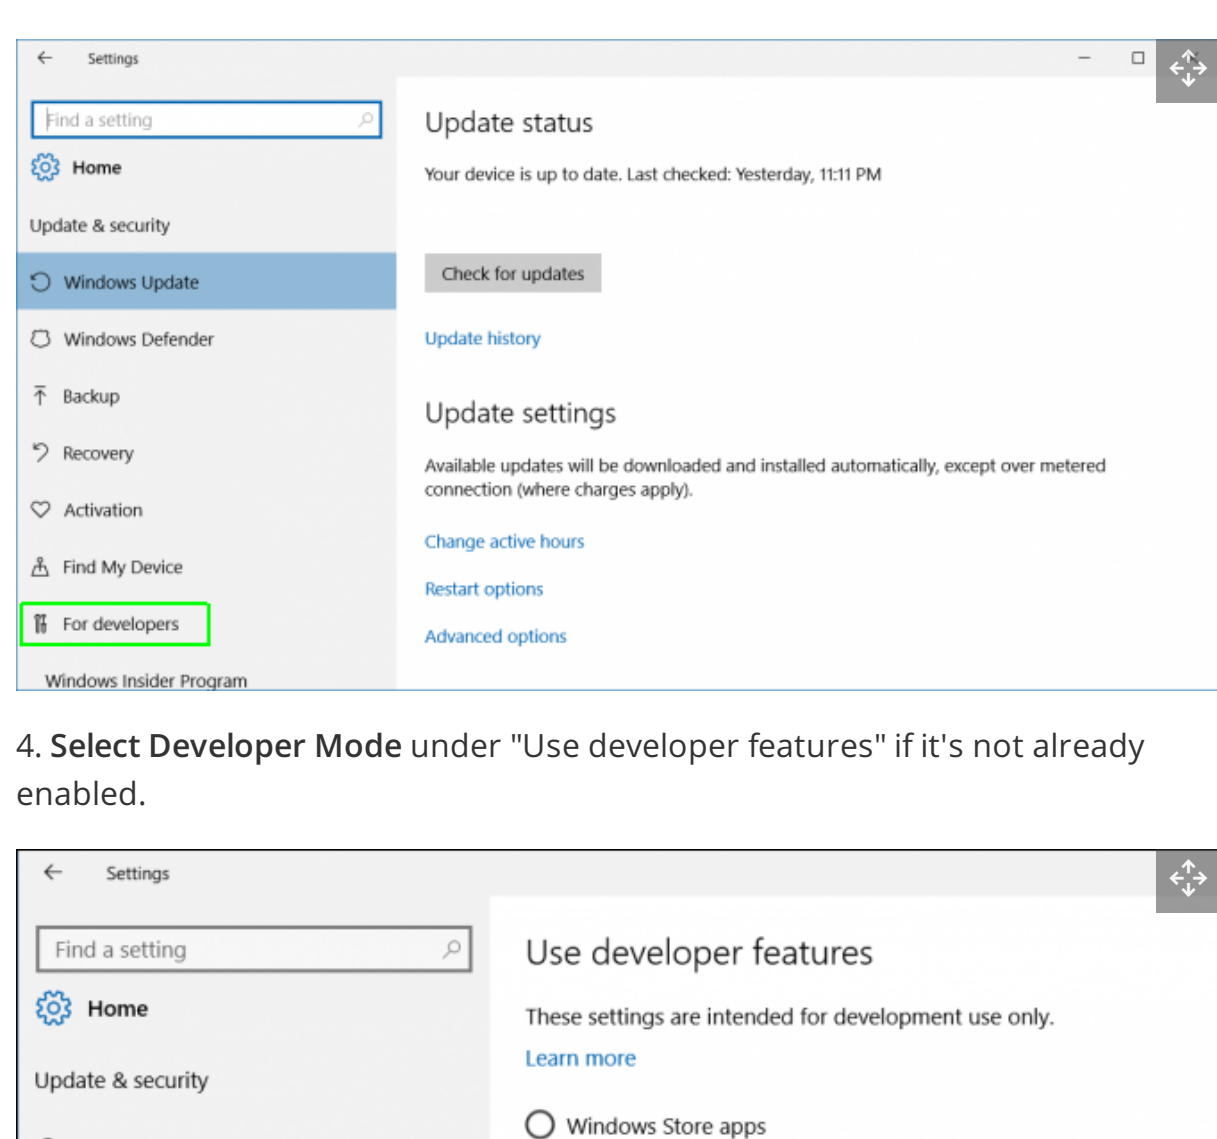 Settings
Find a setting
Home
Update & security
Windows Update
Windows Defender
Backup
Recovery
Activation
Find My Device
For developers
Windows Insider Program
Update status
Your device is up to date. Last checked: Yesterday, 11:11 PM
Check for updates
Update history
Update settings
Available updates will be downloaded and installed automatically, except over metered
connection (where charges apply).
Change active hours
Restart options
Advanced options
4. Select Developer Mode under "Use developer features" if it's not already
enabled.
Settings
Find a setting
Home
Update & security
Use developer features
These settings are intended for development use only.
Learn more
Windows Store apps